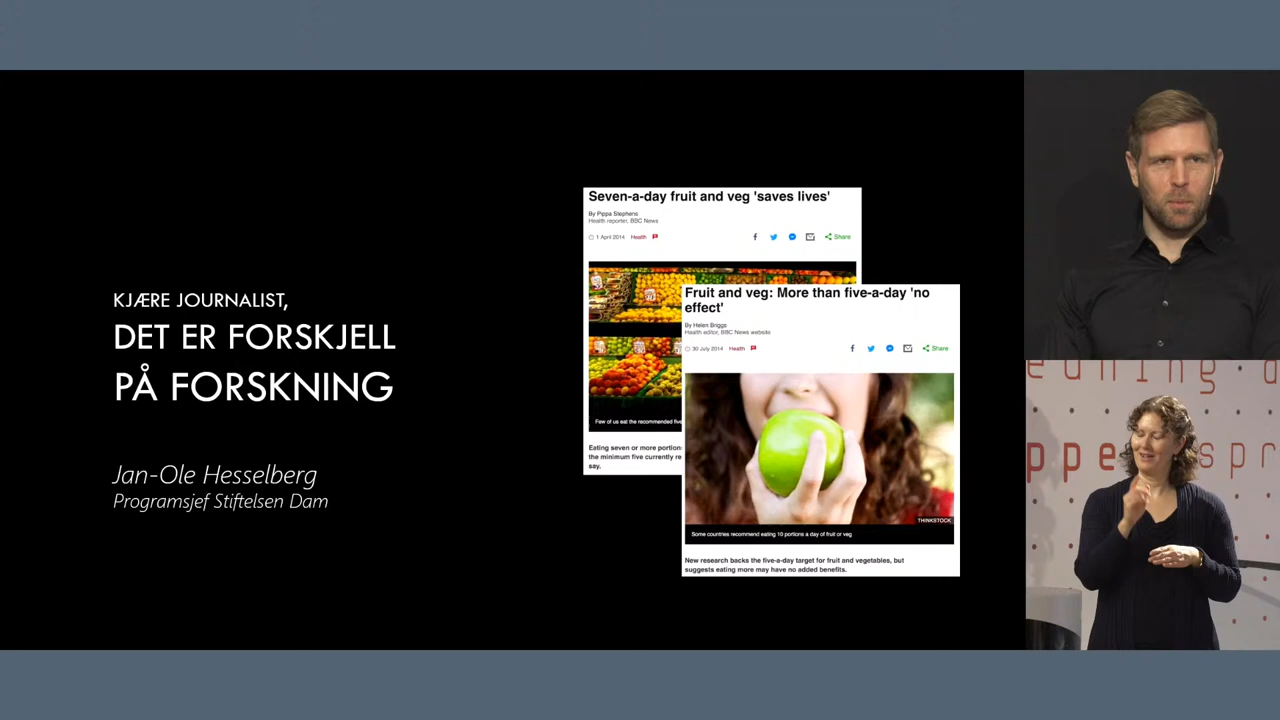 KJÆRE JOURNALIST,
DET ER FORSKJELL
PÅ FORSKNING
Jan-Ole Hesselberg
Programsjef Stiftelsen Dam
Seven-a-day fruit and veg 'saves lives'
By Pippa Stephens
Health reporter, BBC News
1 April 2014 Health
Share
Few of us eat the recommended five
Eating seven or more portion
the minimum five currently re
say.
Fruit and veg: More than five-a-day 'no
effect'
By Helen Briggs
Health editor, BBC News website
30 July 2014 Health
Share
THINKSTOCK
Some countries recommend eating 10 portions a day of fruit or veg
New research backs the five-a-day target for fruit and vegetables, but
suggests eating more may have no added benefits.
edning.
ppe spr